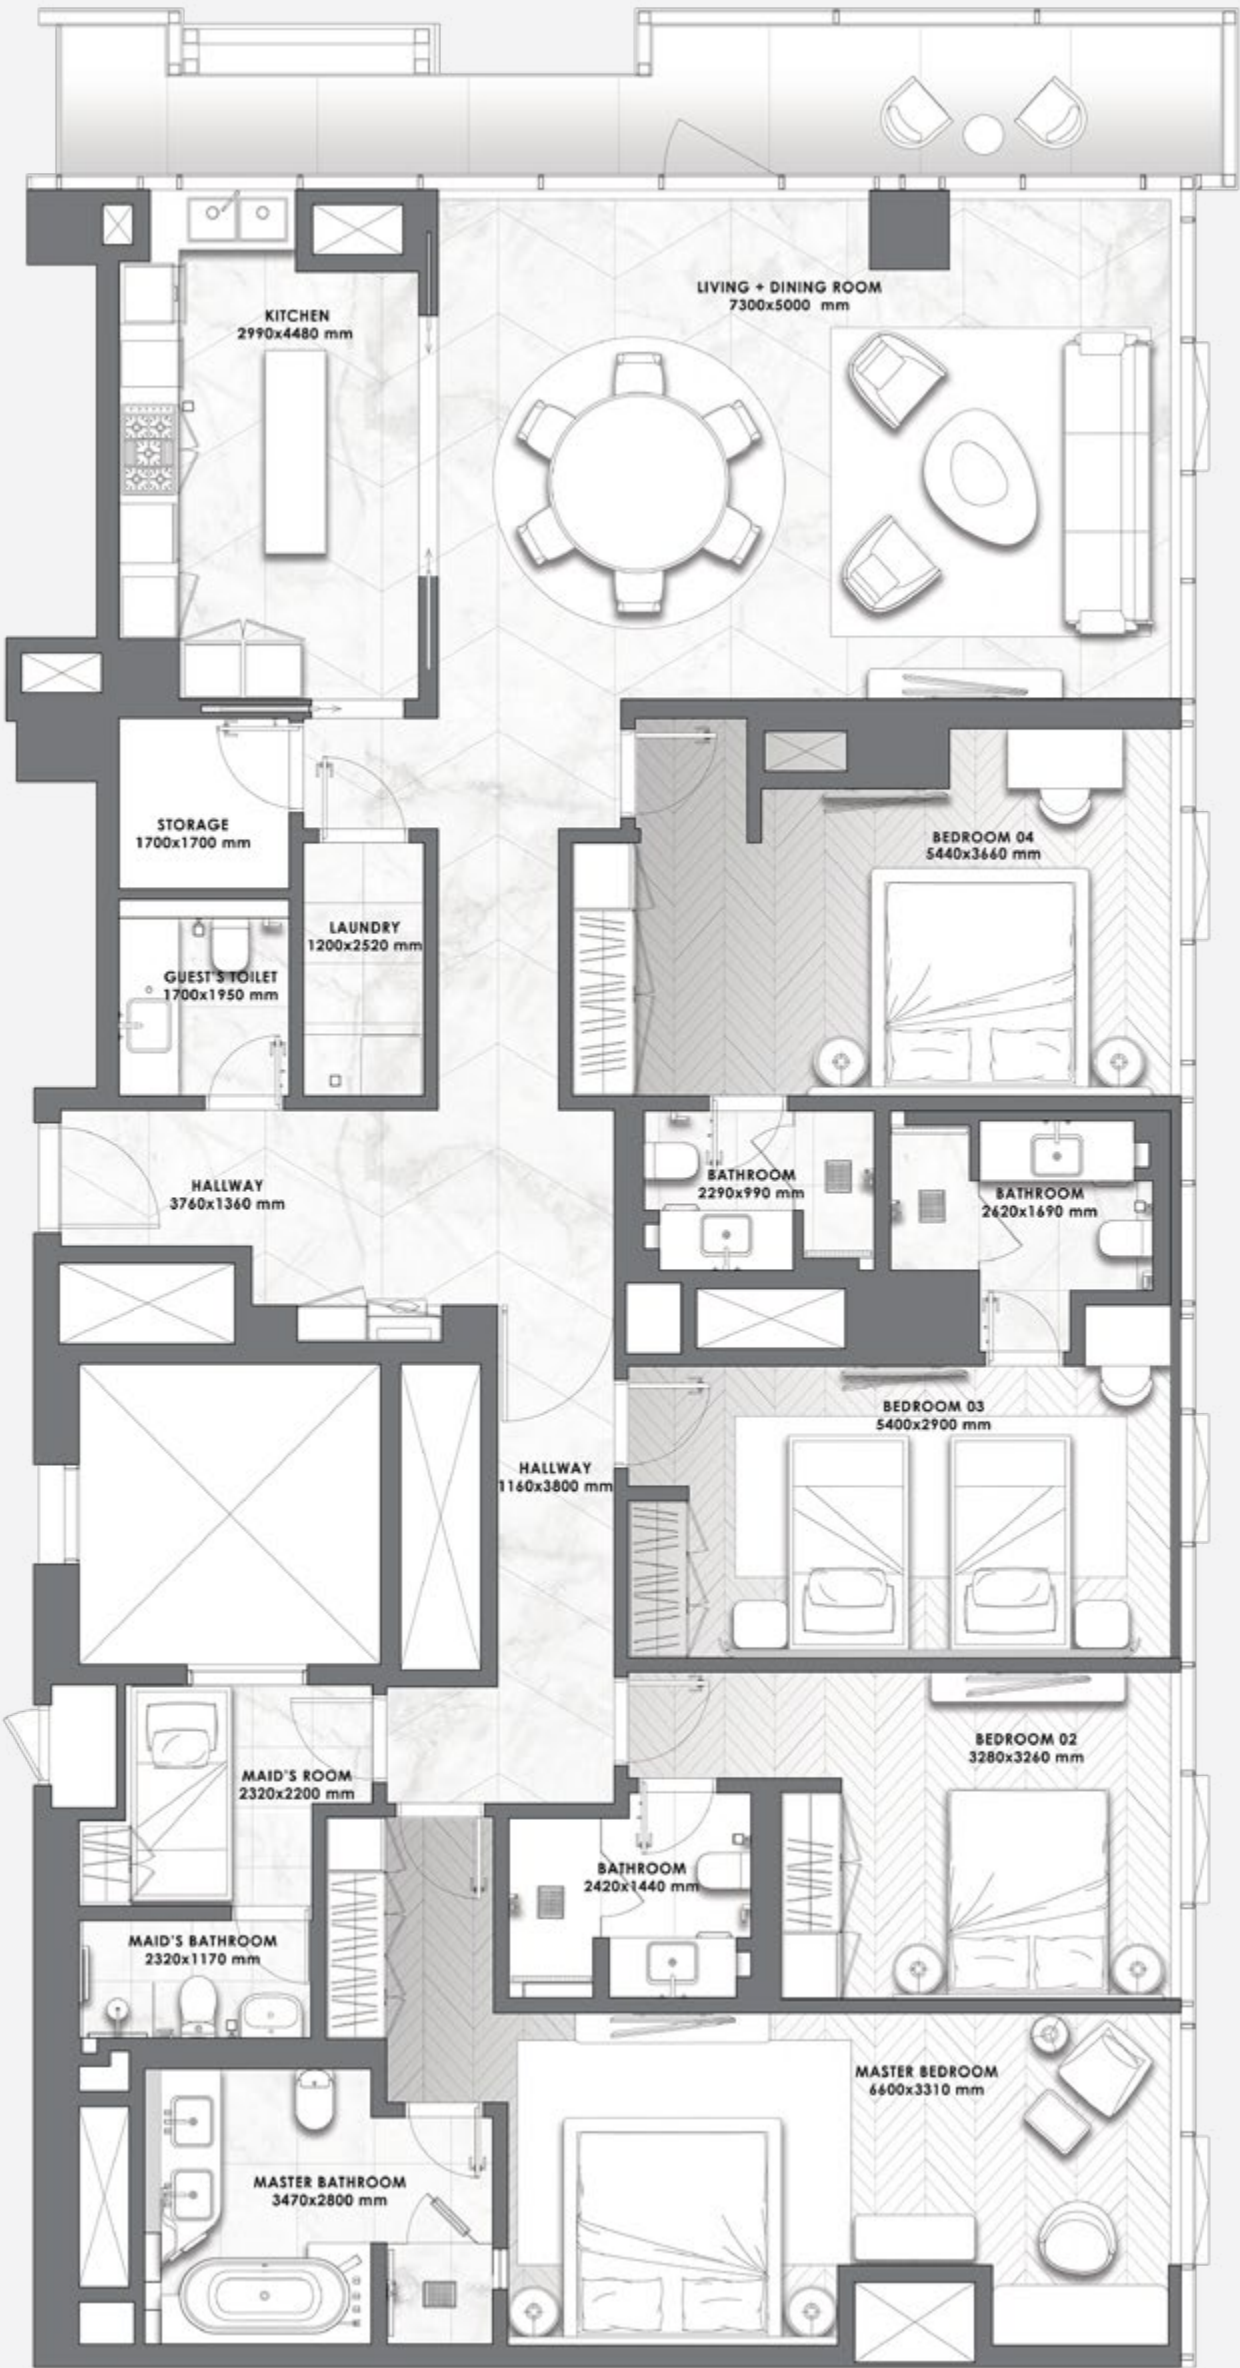 LIVING + DINING ROOM
7300x5000 mm
KITCHEN
2990x4480 mm
STORAGE
1700x1700 mm
BEDROOM 04
5440x3660 mm
LAUNDRY
1200x2520 mm
GUEST'S TOILET
1700x1950 mm
HALLWAY
3760x1360 mm
BATHROOM
2290x990 mm
BATHROOM
2620x1690 mm
BEDROOM 03
5400x2900 mm
HALLWAY
1160x3800 mm
BEDROOM 02
3280x3260 mm
MAID'S ROOM
2320x2200 mm
BATHROOM
2420x1440 mm
MAID'S BATHROOM
2320x1170 mm
MASTER BEDROOM
6600x3310 mm
MASTER BATHROOM
3470x2800 mm